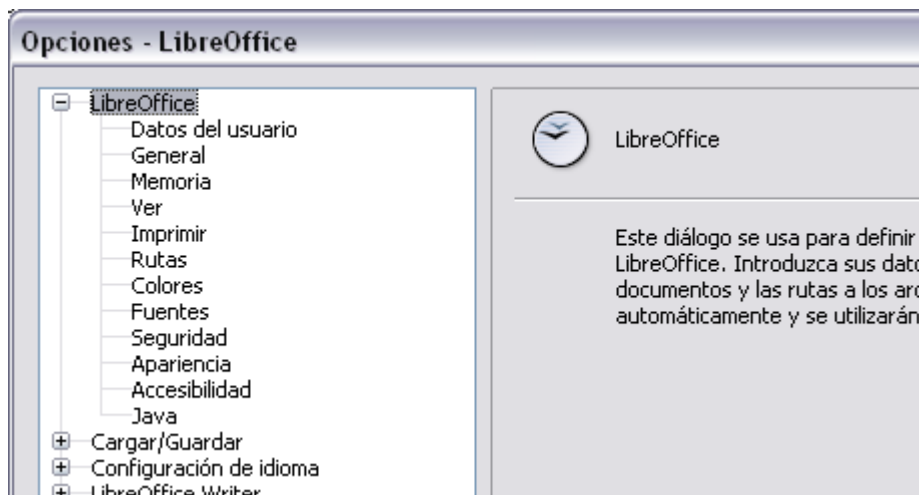 Opciones - LibreOffice
LibreOffice
Datos del usuario
General
Memoria
Ver
Imprimir
Rutas
Colores
Fuentes
Seguridad
Apariencia
Accesibilidad
Java
Cargar/Guardar
Configuración de idioma
LibreOffice Writer
LibreOffice
Este diálogo se usa para definir
LibreOffice. Introduzca sus
documentos y las rutas a los
automáticamente y se utilizarán